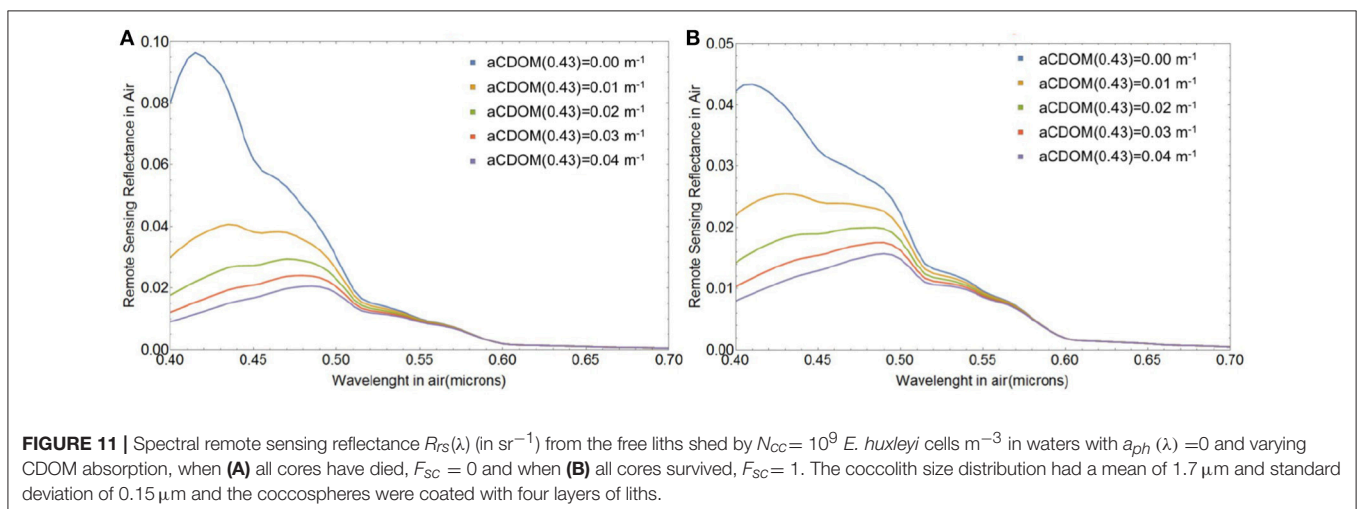 A
0.10
0.08
0.06
0.04
0.02
0.00
Remote Sensing Reflectance in Air
aCDOM(0.43)=0.00 m⁻¹
aCDOM(0.43)=0.01 m⁻¹
aCDOM(0.43)=0.02 m⁻¹
aCDOM(0.43)=0.03 m⁻¹
aCDOM(0.43)=0.04 m⁻¹
0.40 0.45 0.50 0.55 0.60 0.65 0.70
Wavelenght in air(microns)
B
0.05
0.04
0.03
0.02
0.01
0.00
Remote Sensing Reflectance in Air
aCDOM(0.43)=0.00 m⁻¹
aCDOM(0.43)=0.01 m⁻¹
aCDOM(0.43)=0.02 m⁻¹
aCDOM(0.43)=0.03 m⁻¹
aCDOM(0.43)=0.04 m⁻¹
0.40 0.45 0.50 0.55 0.60 0.65 0.70
Wavelenght in air(microns)
FIGURE 11 | Spectral remote sensing reflectance Rrs(λ) (in sr⁻¹) from the free liths shed by NCC= 10⁹ E. huxleyi cells m⁻³ in waters with aph (λ) =0 and varying
CDOM absorption, when (A) all cores have died, Fsc = 0 and when (B) all cores survived, Fsc= 1. The coccolith size distribution had a mean of 1.7 μm and standard
deviation of 0.15 μm and the coccospheres were coated with four layers of liths.